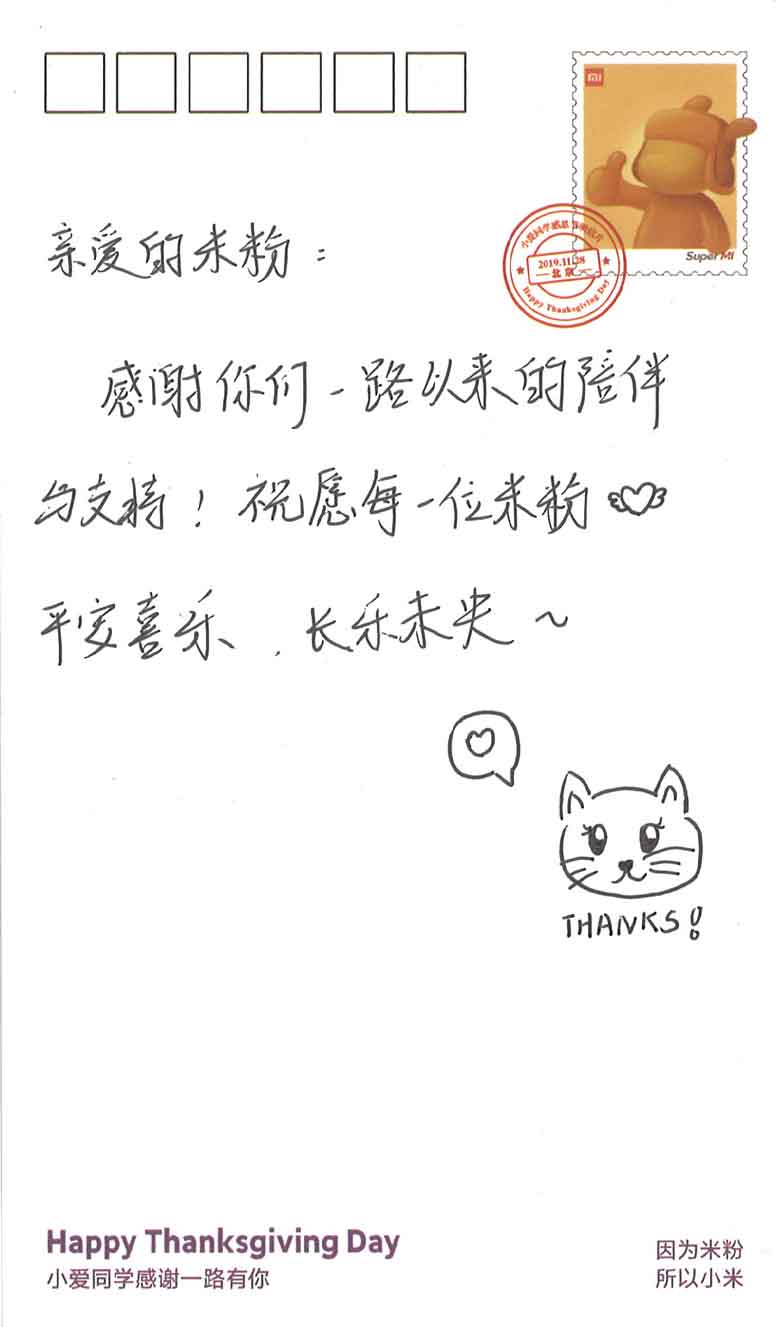 MI
Super MI
小爱同学感恩节明信片
2019.11.28
北京
Happy Thanksgiving Day
亲爱的米粉：
感谢你们一路以来的陪伴
与支持！祝愿每一位米粉
平安喜乐，长乐未央~
THANKS!
Happy Thanksgiving Day
小爱同学感谢一路有你
因为米粉
所以小米